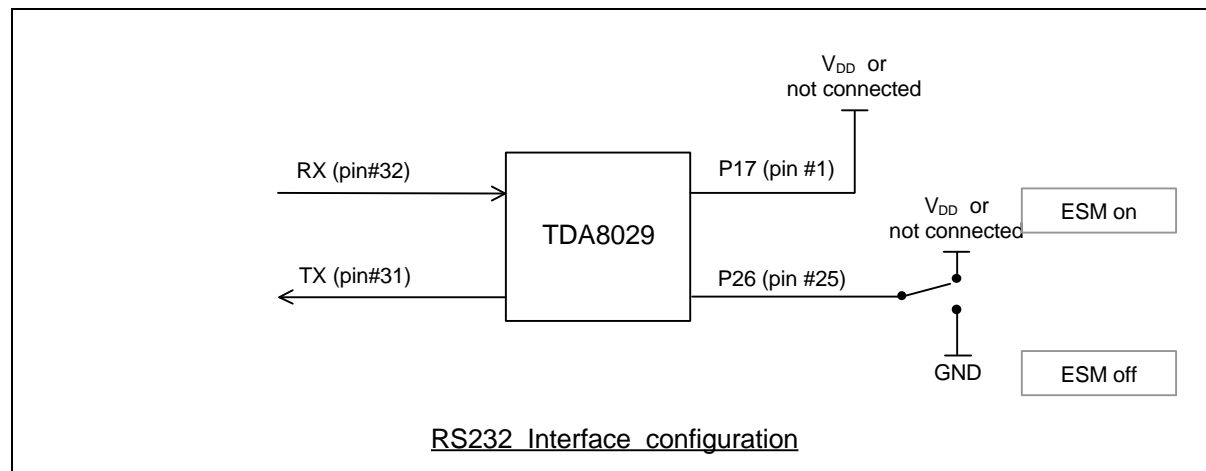 V_DD or
not connected
RX (pin#32)
P17 (pin #1)
TDA8029
V_DD or
not connected
ESM on
TX (pin#31)
P26 (pin #25)
GND
ESM off
RS232 Interface configuration